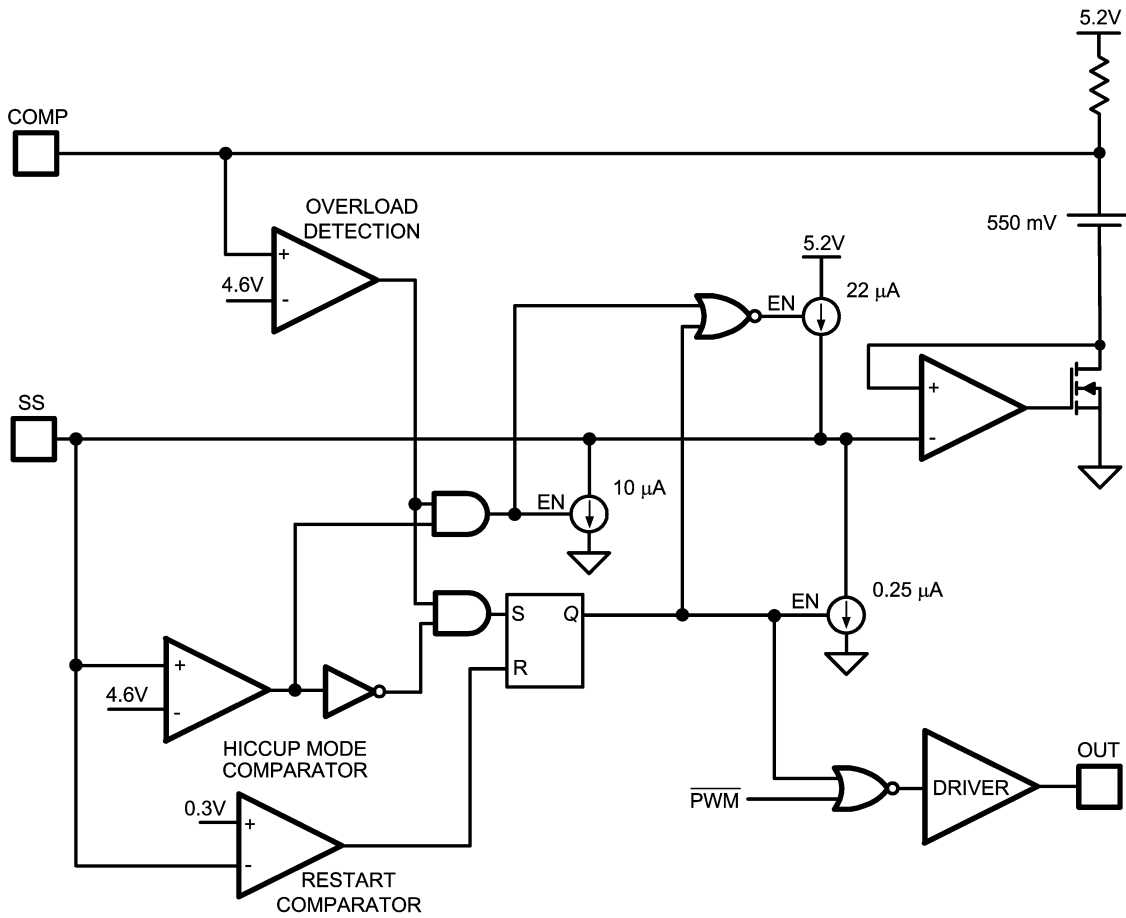 5.2V
COMP
OVERLOAD
DETECTION
550 mV
+
4.6V
-
5.2V
EN
22 μA
SS
+
-
10 μA
EN
S
Q
R
EN
0.25 μA
+
4.6V
-
HICCUP MODE
COMPARATOR
OUT
PWM
DRIVER
0.3V
+
-
RESTART
COMPARATOR